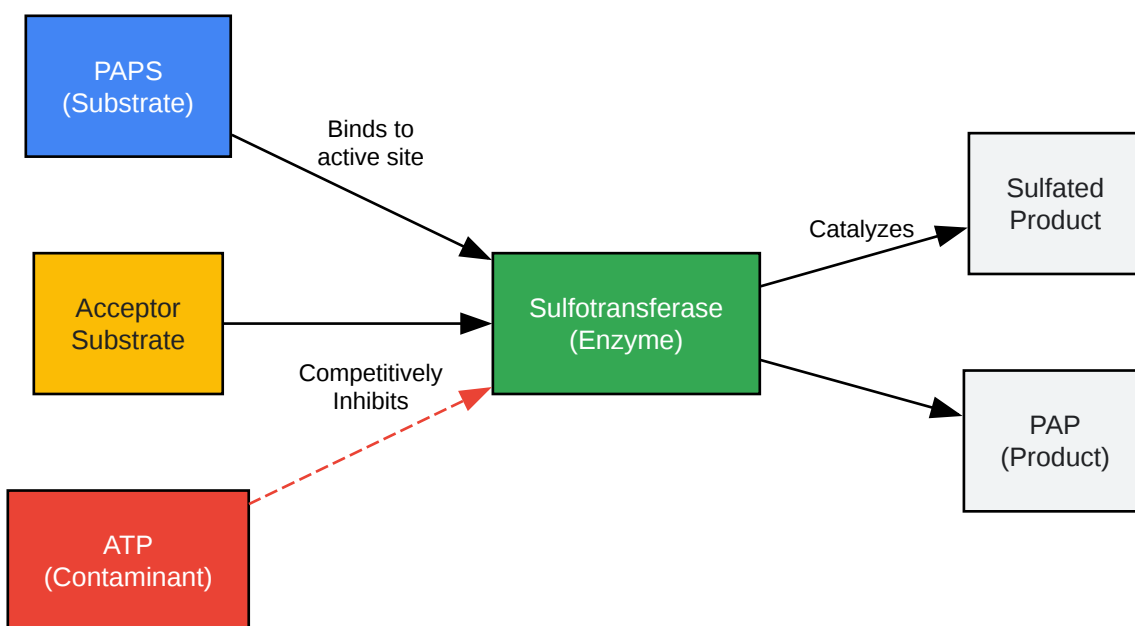 PAPS
(Substrate)
Binds to
active site
Acceptor
Substrate
Competitively
Inhibits
ATP
(Contaminant)
Sulfotransferase
(Enzyme)
Catalyzes
Sulfated
Product
PAP
(Product)